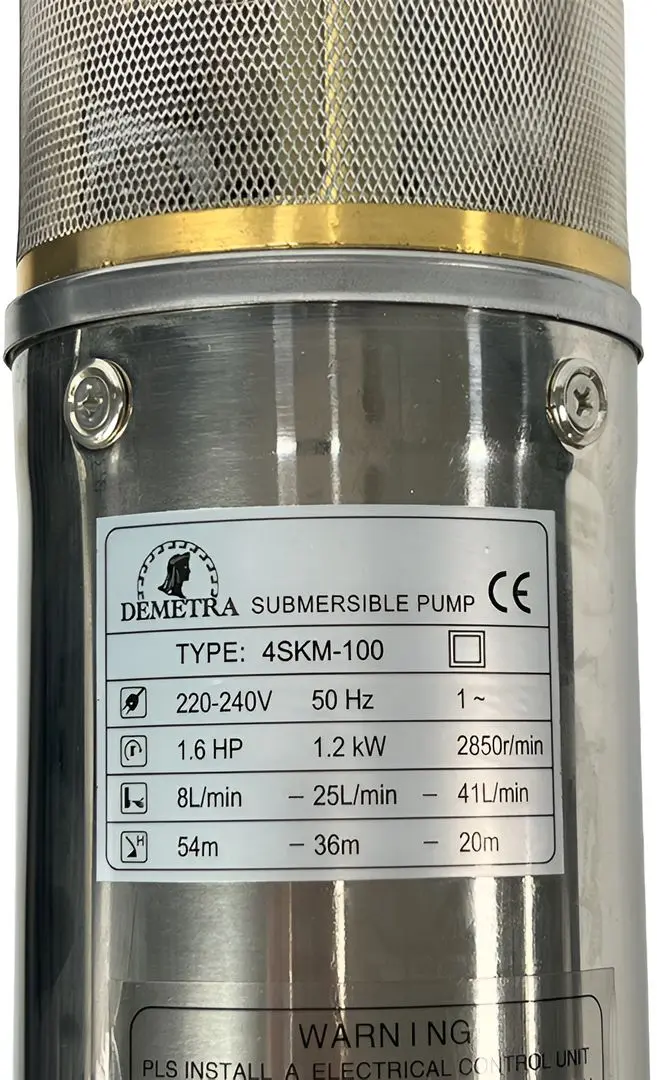 DEMETRA SUBMERSIBLE PUMP CE
TYPE: 4SKM-100
220-240V 50 Hz 1~
1.6 HP 1.2 kW 2850r/min
8L/min – 25L/min – 41L/min
H 54m – 36m – 20m
WARNING
PLS INSTALL A ELECTRICAL CONTROL UNIT